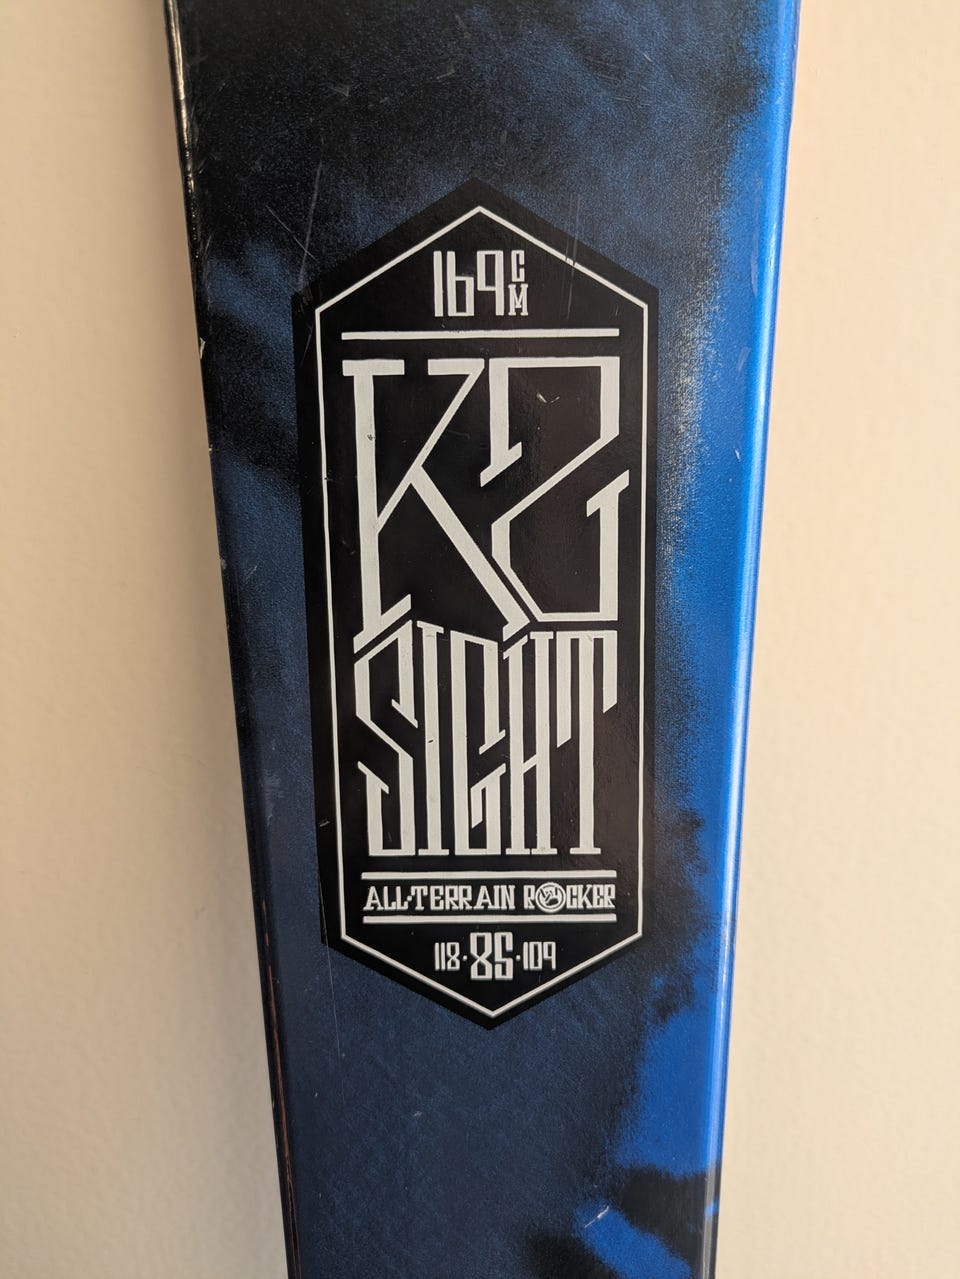 169CM
K2
SIGHT
ALL-TERRAIN ROCKER
118·85·109